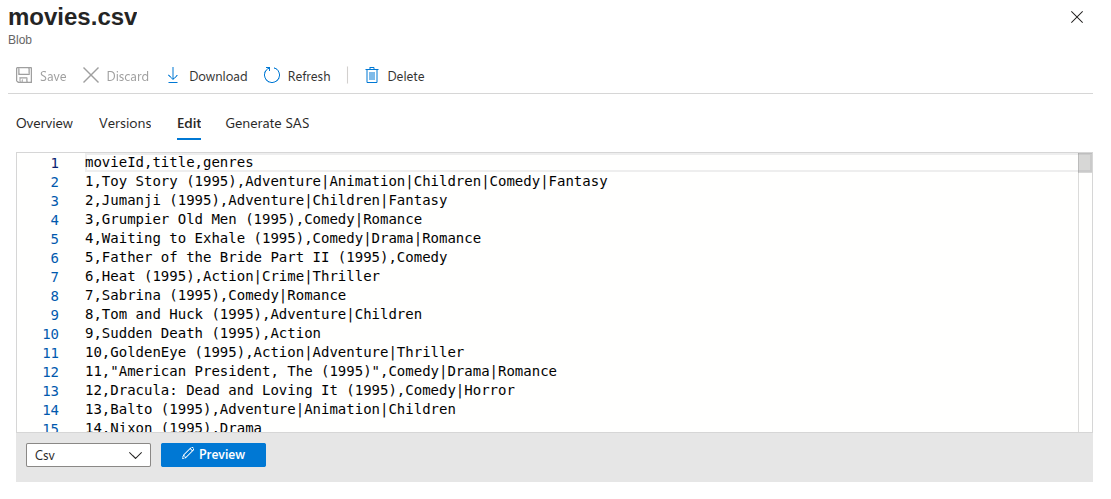 movies.csv
Blob
Save Discard Download Refresh Delete
Overview Versions Edit Generate SAS
1 movieId,title,genres
2 1,Toy Story (1995),Adventure|Animation|Children|Comedy|Fantasy
3 2,Jumanji (1995),Adventure|Children|Fantasy
4 3,Grumpier Old Men (1995),Comedy|Romance
5 4,Waiting to Exhale (1995),Comedy|Drama|Romance
6 5,Father of the Bride Part II (1995),Comedy
7 6,Heat (1995),Action|Crime|Thriller
8 7,Sabrina (1995),Comedy|Romance
9 8,Tom and Huck (1995),Adventure|Children
10 9,Sudden Death (1995),Action
11 10,GoldenEye (1995),Action|Adventure|Thriller
12 11,"American President, The (1995)",Comedy|Drama|Romance
13 12,Dracula: Dead and Loving It (1995),Comedy|Horror
14 13,Balto (1995),Adventure|Animation|Children
15 14,Nixon (1995),Drama
Csv Preview